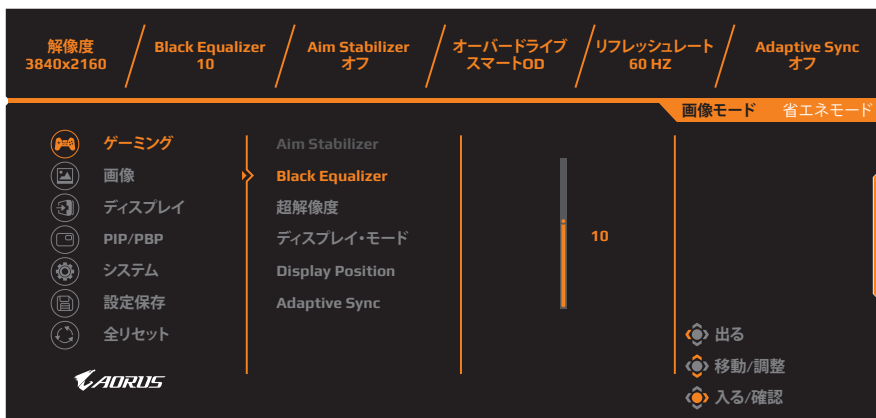 解像度
3840x2160
Black Equalizer
10
Aim Stabilizer
オフ
オーバードライブ
スマートOD
リフレッシュレート
60 HZ
Adaptive Sync
オフ
画像モード 省エネモード
ゲーミング
画像
ディスプレイ
PIP/PBP
システム
設定保存
全リセット
AORUS
Aim Stabilizer
Black Equalizer
超解像度
ディスプレイ・モード
Display Position
Adaptive Sync
10
出る
移動/調整
入る/確認